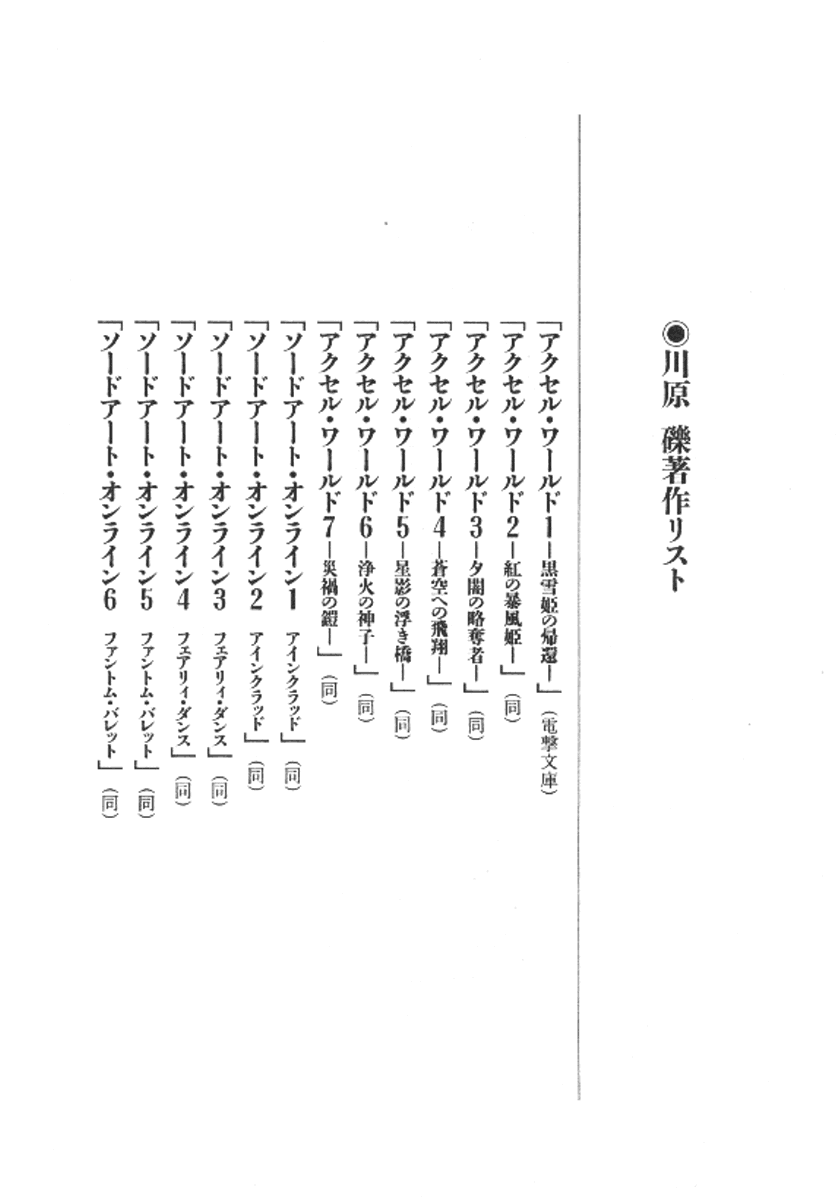 ◉川原 礫著作リスト
「アクセル・ワールド1―黒雪姫の帰還―」（電撃文庫）
「アクセル・ワールド2―紅の暴風姫―」（同）
「アクセル・ワールド3―夕闇の略奪者―」（同）
「アクセル・ワールド4―蒼空への飛翔―」（同）
「アクセル・ワールド5―星影の浮き橋―」（同）
「アクセル・ワールド6―浄火の神子―」（同）
「アクセル・ワールド7―災禍の鎧―」（同）
「ソードアート・オンライン1 アインクラッド」（同）
「ソードアート・オンライン2 アインクラッド」（同）
「ソードアート・オンライン3 フェアリィ・ダンス」（同）
「ソードアート・オンライン4 フェアリィ・ダンス」（同）
「ソードアート・オンライン5 ファントム・バレット」（同）
「ソードアート・オンライン6 ファントム・バレット」（同）